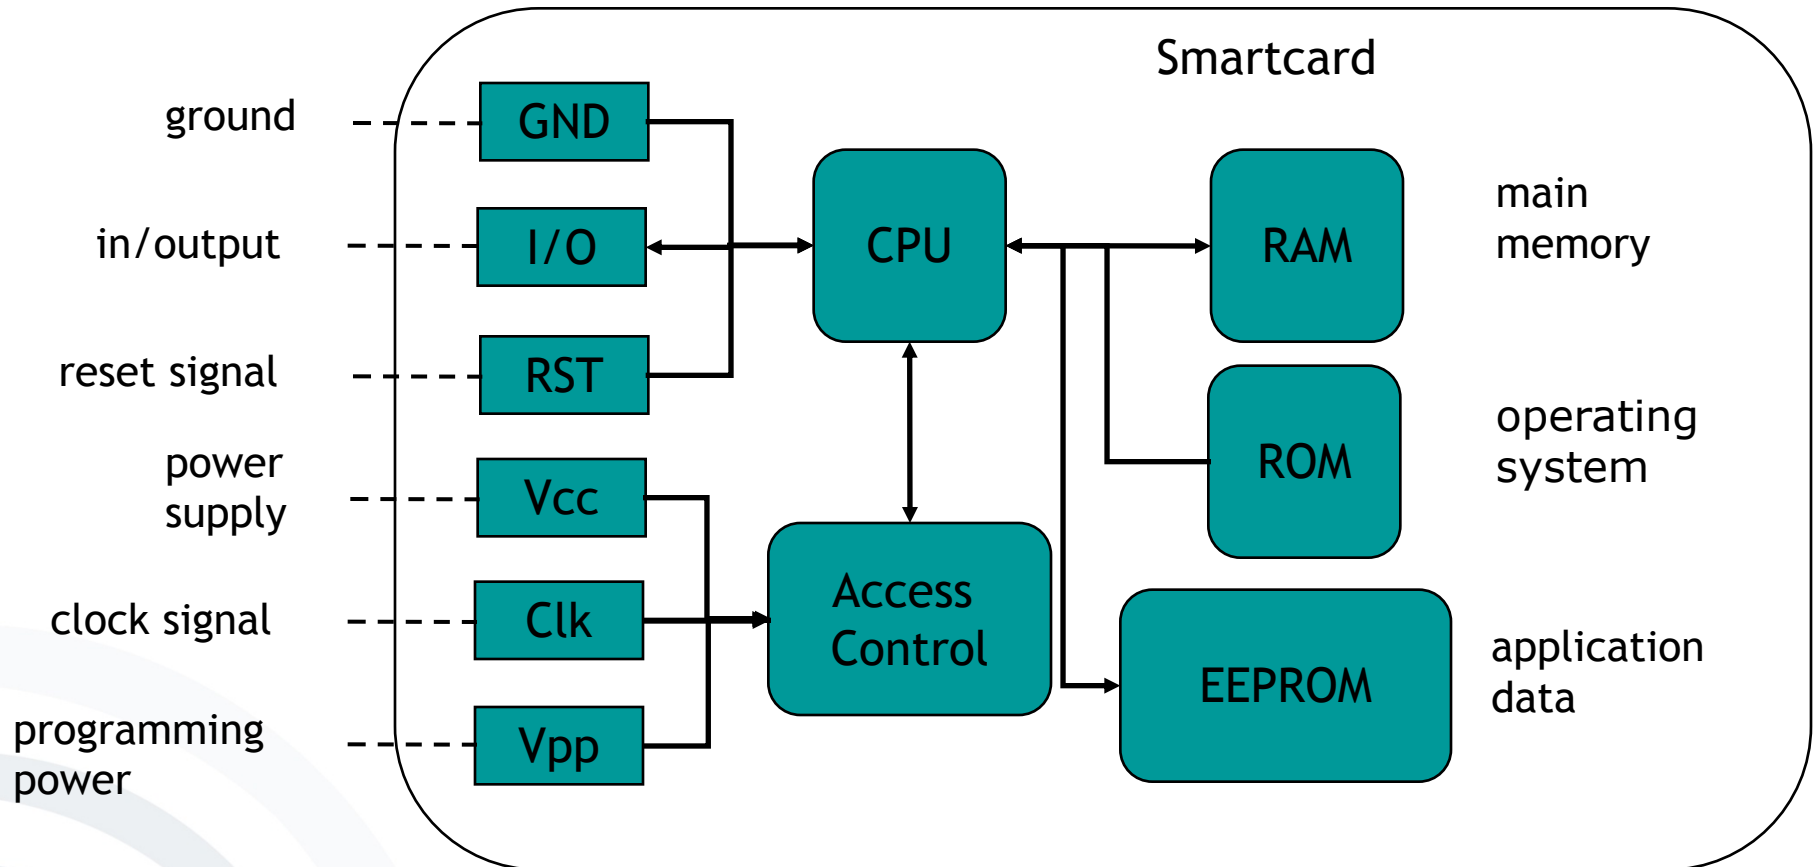 Smartcard
ground
GND
in/output
I/O
CPU
RAM
main
memory
reset signal
RST
ROM
operating
system
power
supply
Vcc
clock signal
Clk
Access
Control
EEPROM
application
data
programming
power
Vpp